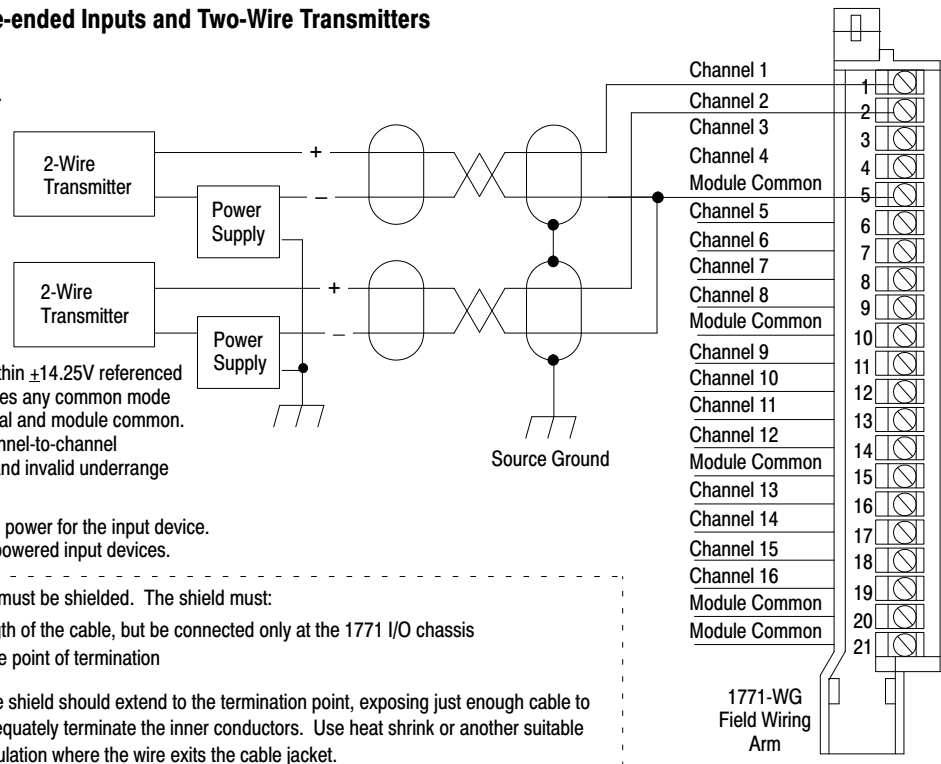 e-ended Inputs and Two-Wire Transmitters
2-Wire
Transmitter
+
–
Power
Supply
2-Wire
Transmitter
+
–
Power
Supply
Source Ground
thin ±14.25V referenced
es any common mode
al and module common.
nnel-to-channel
and invalid underrange
power for the input device.
powered input devices.
must be shielded. The shield must:
gth of the cable, but be connected only at the 1771 I/O chassis
e point of termination
e shield should extend to the termination point, exposing just enough cable to
equately terminate the inner conductors. Use heat shrink or another suitable
ulation where the wire exits the cable jacket.
Channel 1 1
Channel 2 2
Channel 3 3
Channel 4 4
Module Common 5
Channel 5 6
Channel 6 7
Channel 7 8
Channel 8 9
Module Common 10
Channel 9 11
Channel 10 12
Channel 11 13
Channel 12 14
Module Common 15
Channel 13 16
Channel 14 17
Channel 15 18
Channel 16 19
Module Common 20
Module Common 21
1771-WG
Field Wiring
Arm